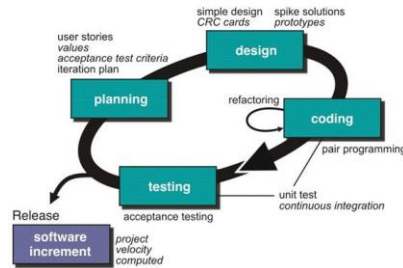 simple design
CRC cards
spike solutions
prototypes
user stories
values
acceptance test criteria
iteration plan
design
planning
refactoring
coding
pair programming
testing
unit test
continuous integration
acceptance testing
Release
software
increment
project
velocity
computed